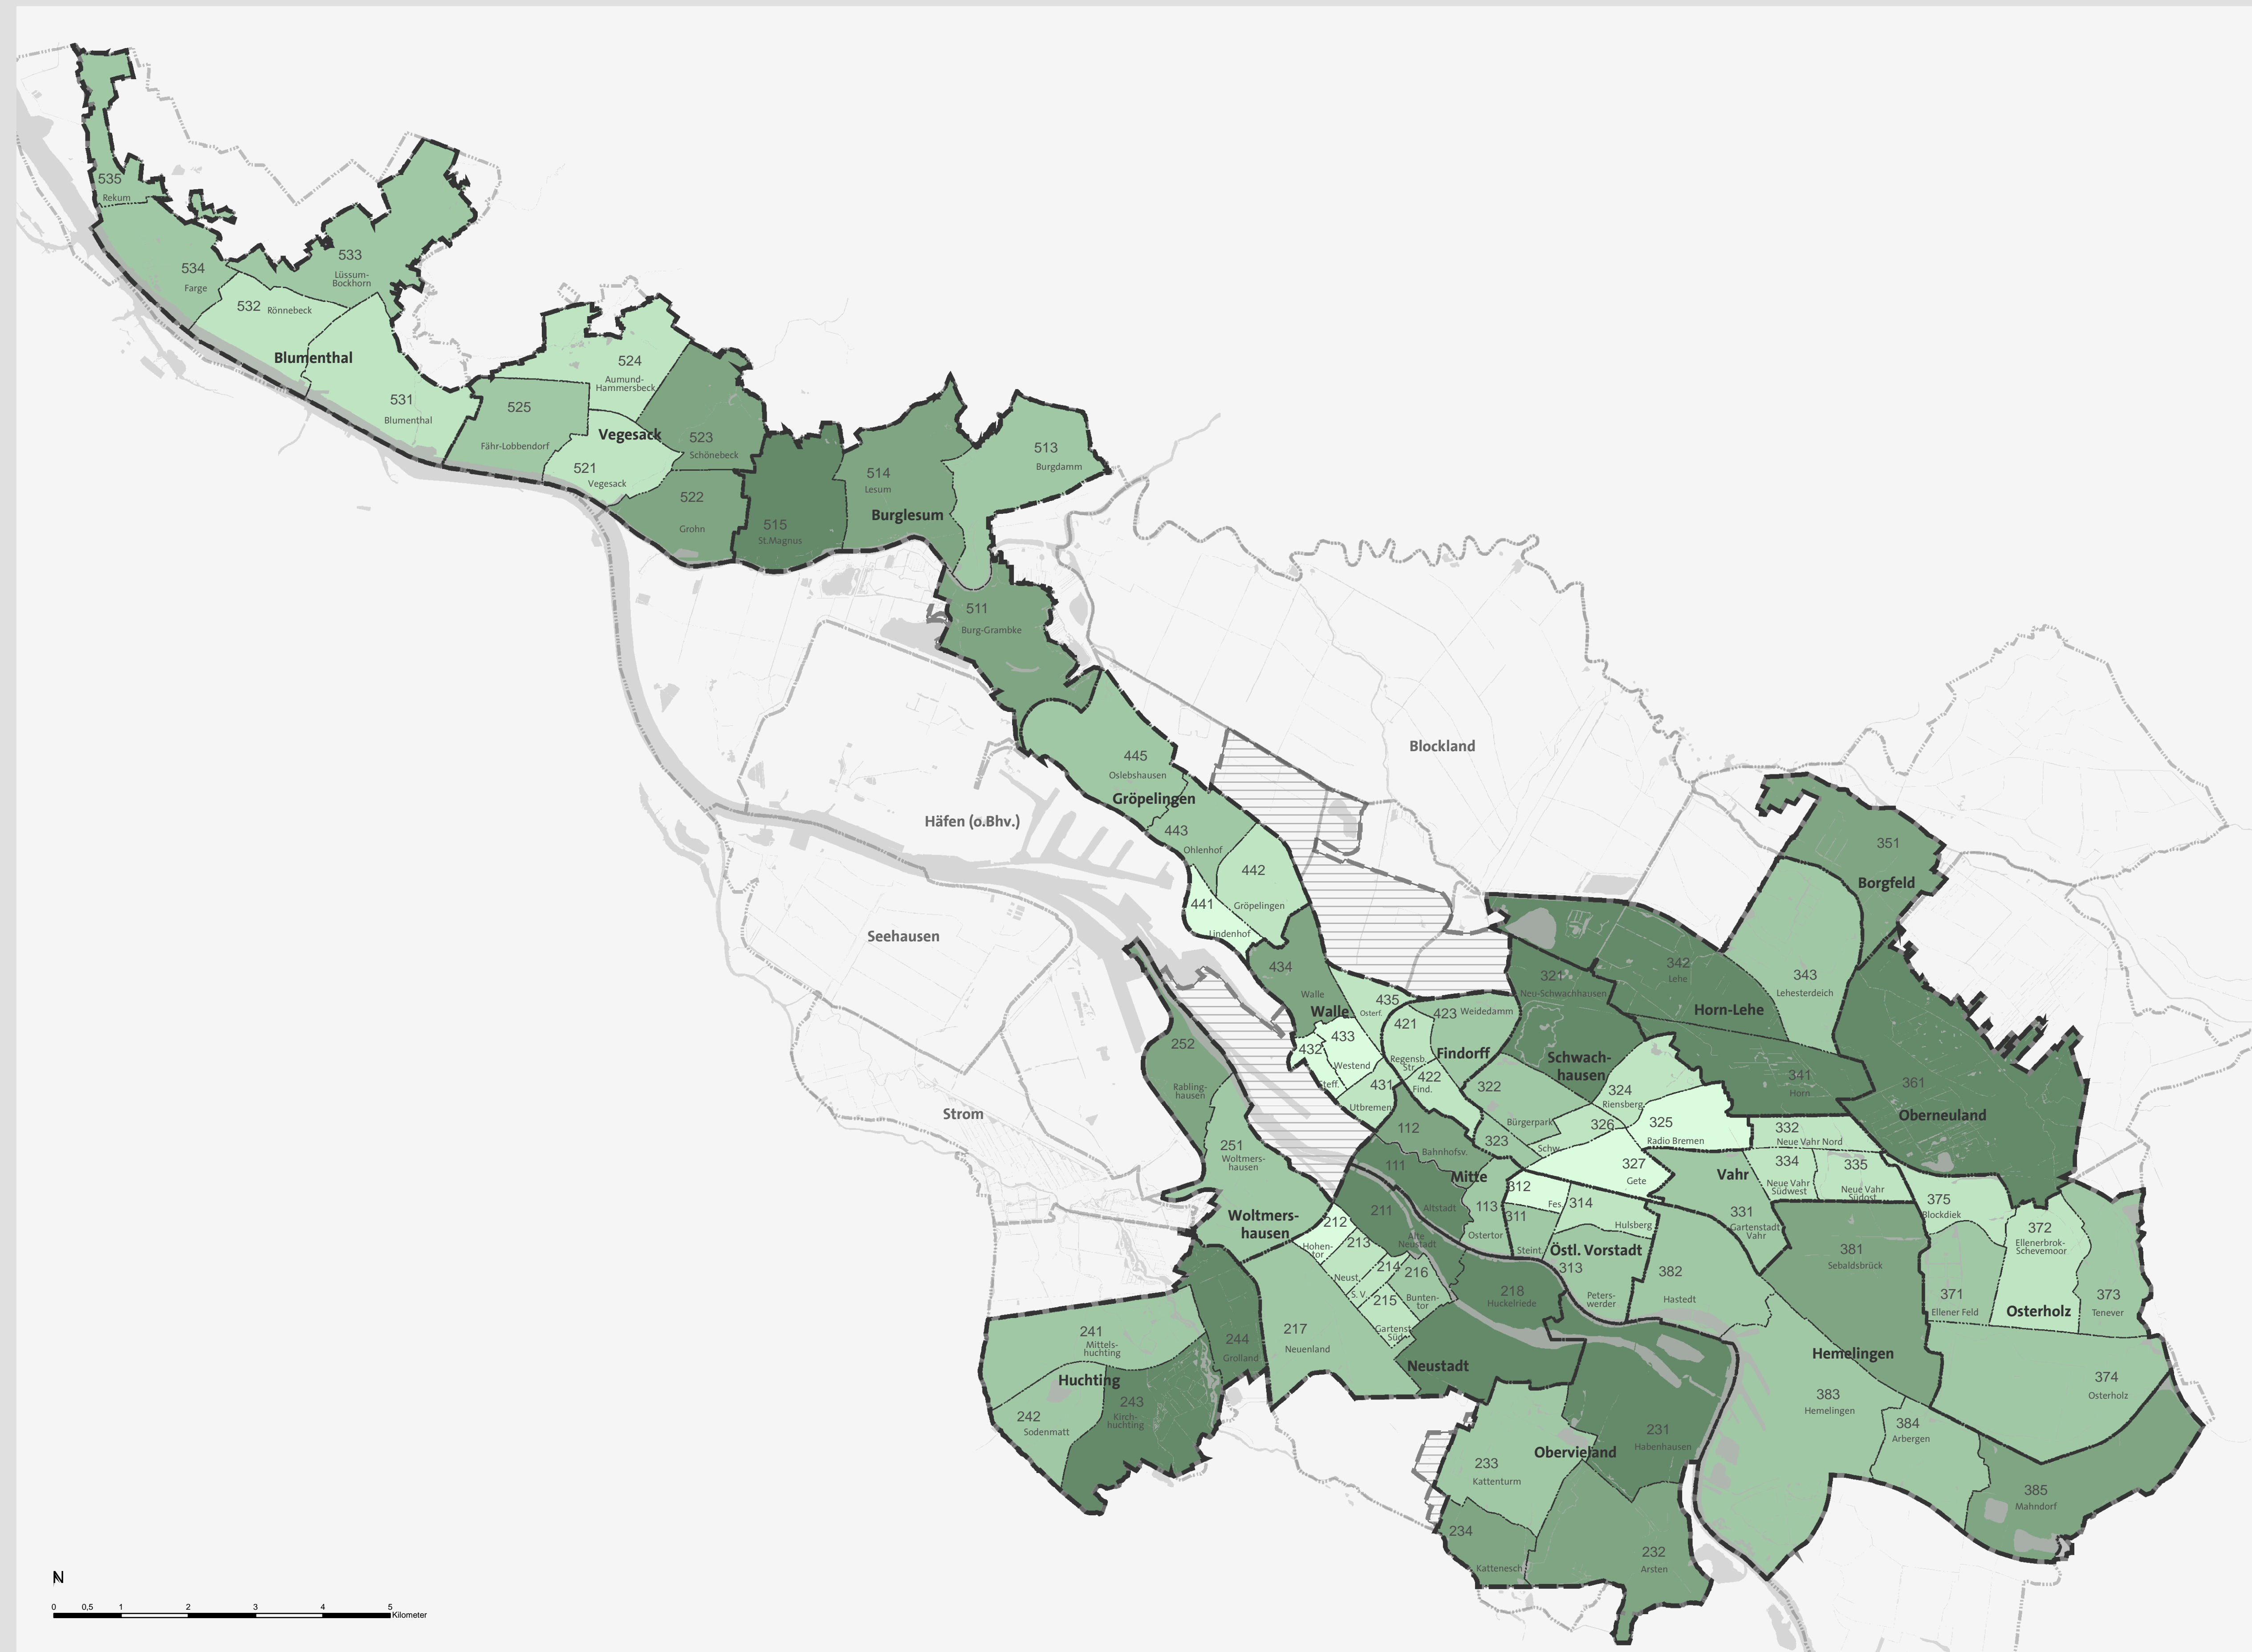 535
Rekum
534
Farge
533
Lüssum-
Bockhorn
532
Rönnebeck
Blumenthal
531
Blumenthal
524
Aumund-
Hammersbeck
525
Fähr-Lobbendorf
Vegesack
523
Schönebeck
521
Vegesack
522
Grohn
515
St.Magnus
514
Lesum
Burglesum
513
Burgdamm
511
Burg-Grambke
Blockland
445
Oslebshausen
Gröpelingen
443
Ohlenhof
442
Gröpelingen
441
Lindenhof
Häfen (o.Bhv.)
Seehausen
Strom
351
Borgfeld
434
Walle
Walle
435
Osterf.
433
Westend
432
Steff.
431
Utbremen
421
Regensb.
Str.
423
Weidedamm
Findorff
422
Find.
321
Neu-Schwachhausen
342
Lehe
Horn-Lehe
343
Lehesterdeich
Schwach-
hausen
322
Bürgerpark
324
Riensberg
341
Horn
361
Oberneuland
323
326
Schw.
325
Radio Bremen
327
Gete
332
Neue Vahr Nord
334
Neue Vahr
Südwest
335
Neue Vahr
Südost
Vahr
331
Gartenstadt
Vahr
252
Rabling-
hausen
251
Woltmers-
hausen
Woltmers-
hausen
112
Bahnhofsv.
111
Altstadt
Mitte
113
Ostertor
312
Fes.
314
Hulsberg
311
Steint.
Östl. Vorstadt
313
Peters-
werder
211
Alte
Neustadt
212
Hohen-
tor
213
Neust.
214
S. V.
216
Bunten-
tor
215
Gartenst.
Süd
218
Huckelriede
217
Neuenland
Neustadt
382
Hastedt
381
Sebaldsbrück
375
Blockdiek
372
Ellenerbrok-
Schevemoor
371
Ellener Feld
Osterholz
373
Tenever
374
Osterholz
Hemelingen
383
Hemelingen
384
Arbergen
385
Mahndorf
241
Mittels-
huchting
Huchting
242
Sodenmatt
243
Kirch-
huchting
244
Grolland
Obervieland
231
Habenhausen
233
Kattenturm
234
Kattenesch
232
Arsten
N
0 0,5 1 2 3 4 5
Kilometer